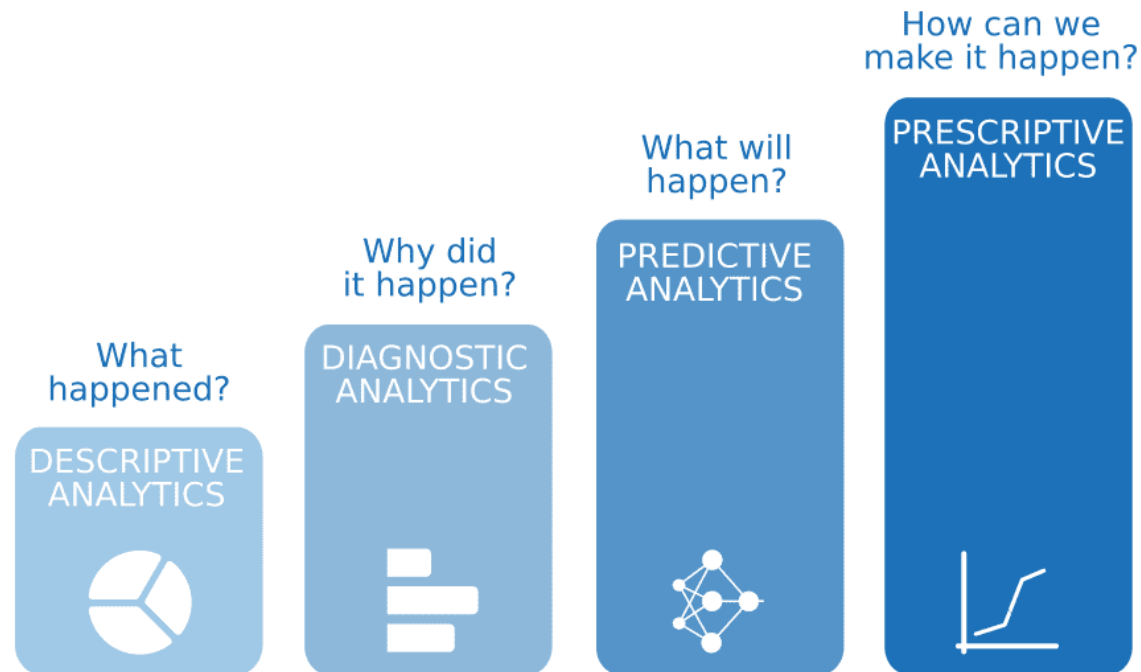 What
happened?
DESCRIPTIVE
ANALYTICS
Why did
it happen?
DIAGNOSTIC
ANALYTICS
What will
happen?
PREDICTIVE
ANALYTICS
How can we
make it happen?
PRESCRIPTIVE
ANALYTICS